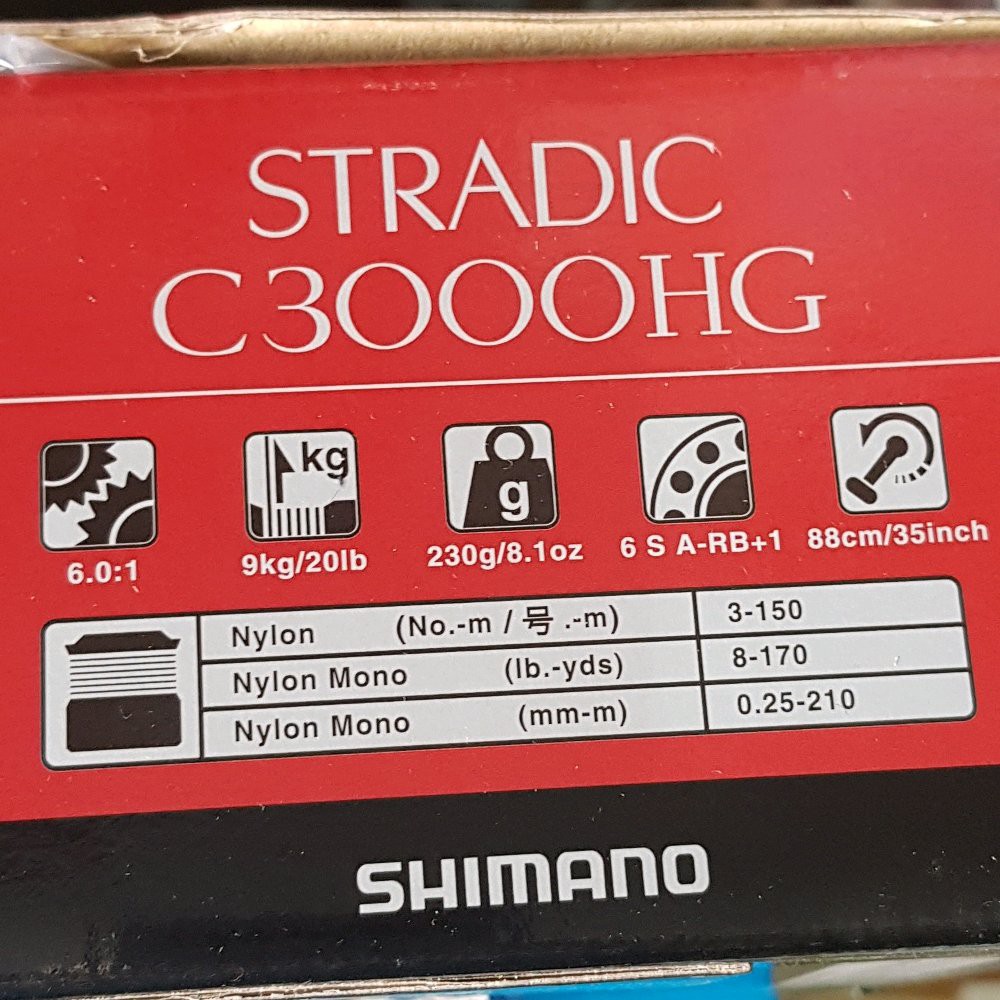 STRADIC
C3000HG
kg
g
6.0:1 9kg/20lb 230g/8.1oz 6 S A-RB+1 88cm/35inch
Nylon (No.-m / 号 .-m) 3-150
Nylon Mono (lb.-yds) 8-170
Nylon Mono (mm-m) 0.25-210
SHIMANO